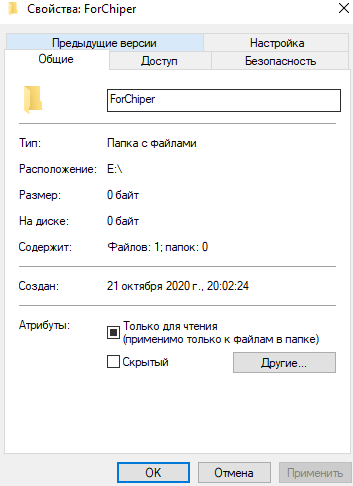 Свойства: ForChiper
Предыдущие версии
Настройка
Общие
Доступ
Безопасность
ForChiper
Тип: Папка с файлами
Расположение: E:\
Размер: 0 байт
На диске: 0 байт
Содержит: Файлов: 1; папок: 0
Создан: 21 октября 2020 г., 20:02:24
Атрибуты: Только для чтения
(применимо только к файлам в папке)
Скрытый
Другие...
OK
Отмена
Применить